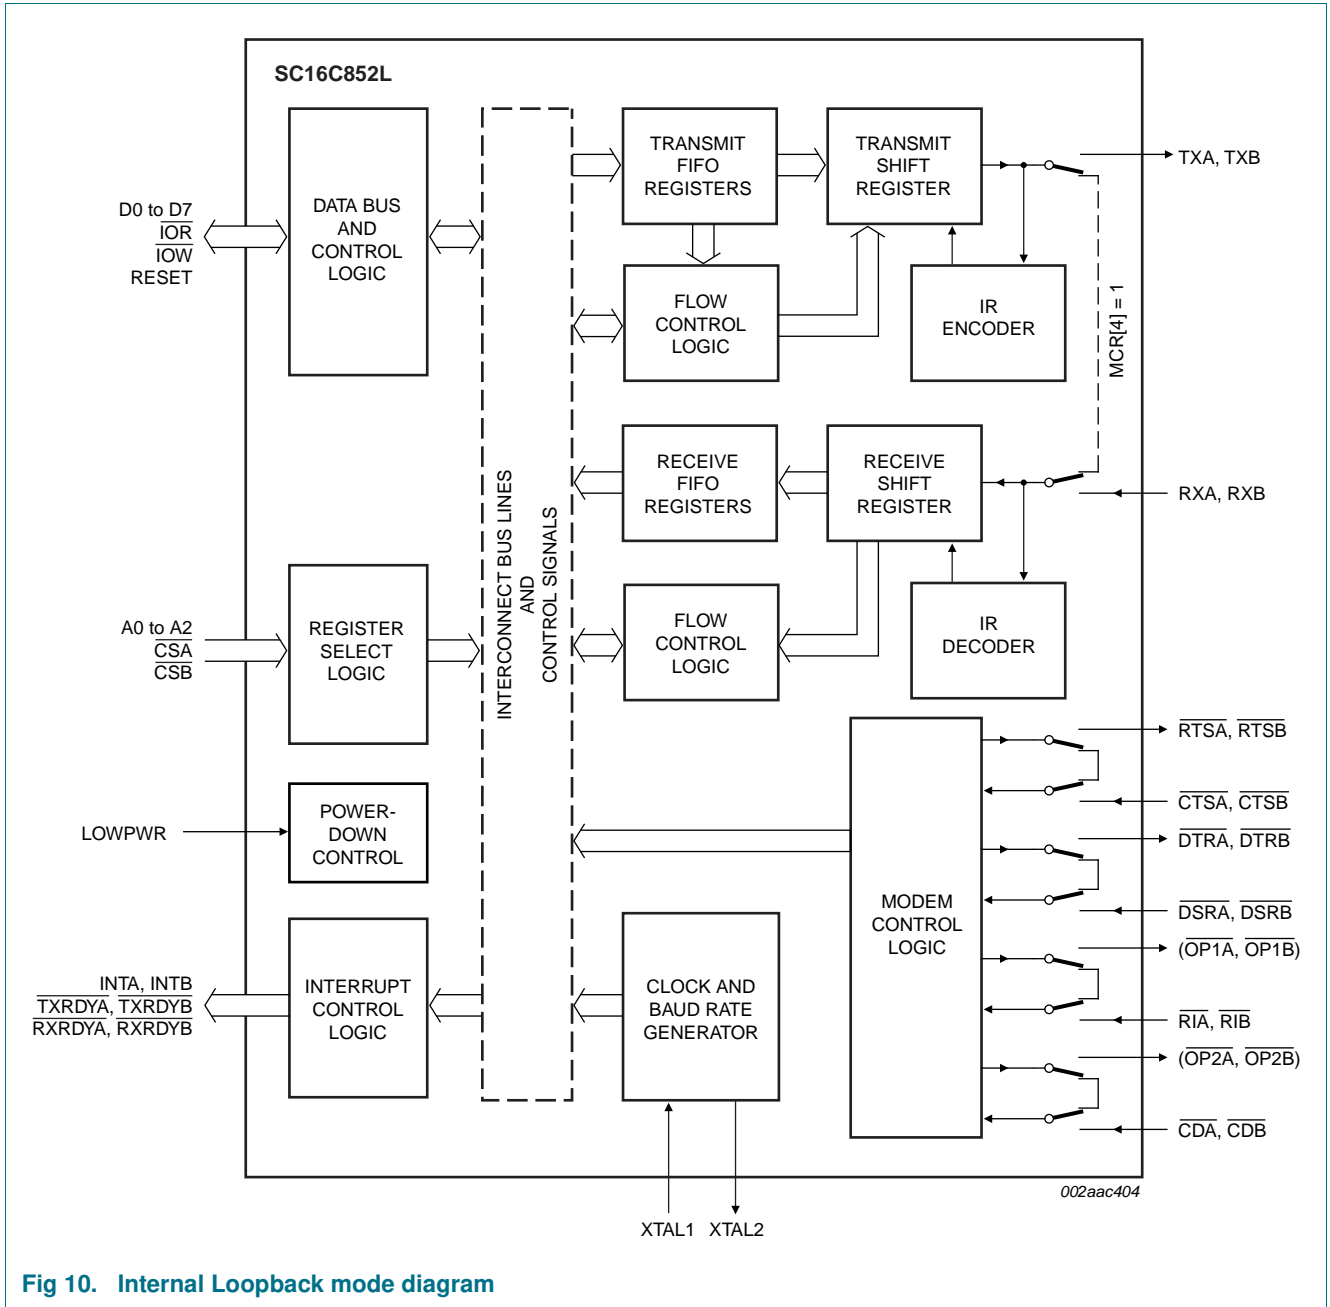 SC16C852L
D0 to D7
IOR
IOW
RESET
DATA BUS
AND
CONTROL
LOGIC
TRANSMIT
FIFO
REGISTERS
TRANSMIT
SHIFT
REGISTER
TXA, TXB
FLOW
CONTROL
LOGIC
IR
ENCODER
MCR[4] = 1
INTERCONNECT BUS LINES
AND
CONTROL SIGNALS
RECEIVE
FIFO
REGISTERS
RECEIVE
SHIFT
REGISTER
RXA, RXB
A0 to A2
CSA
CSB
REGISTER
SELECT
LOGIC
FLOW
CONTROL
LOGIC
IR
DECODER
LOWPWR
POWER-
DOWN
CONTROL
MODEM
CONTROL
LOGIC
RTSA, RTSB
CTSA, CTSB
DTRA, DTRB
DSRA, DSRB
(OP1A, OP1B)
RIA, RIB
(OP2A, OP2B)
CDA, CDB
INTA, INTB
TXRDYA, TXRDYB
RXRDYA, RXRDYB
INTERRUPT
CONTROL
LOGIC
CLOCK AND
BAUD RATE
GENERATOR
XTAL1 XTAL2
002aac404
Fig 10. Internal Loopback mode diagram